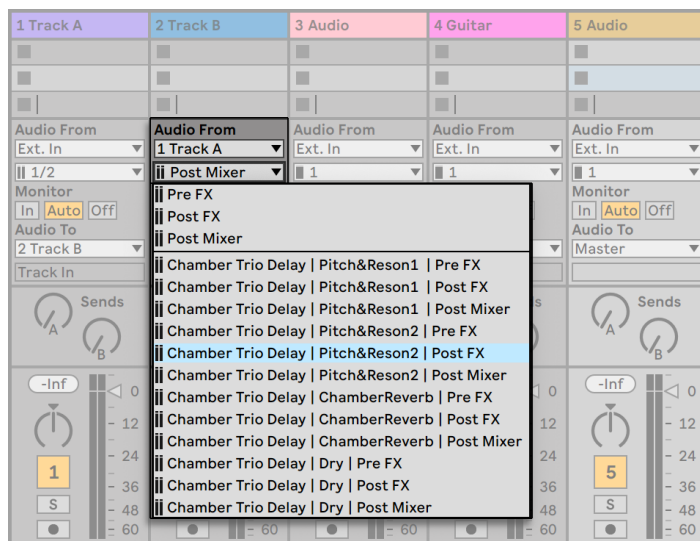 1 Track A
2 Track B
3 Audio
4 Guitar
5 Audio
Audio From
Audio From
Audio From
Audio From
Audio From
Ext. In
1 Track A
Ext. In
Ext. In
Ext. In
1/2
Post Mixer
1
1
1
Monitor
In Auto Off
Audio To
2 Track B
Track In
Pre FX
Post FX
Post Mixer
Chamber Trio Delay | Pitch&Reson1 | Pre FX
Chamber Trio Delay | Pitch&Reson1 | Post FX
Chamber Trio Delay | Pitch&Reson1 | Post Mixer
Chamber Trio Delay | Pitch&Reson2 | Pre FX
Chamber Trio Delay | Pitch&Reson2 | Post FX
Chamber Trio Delay | Pitch&Reson2 | Post Mixer
Chamber Trio Delay | ChamberReverb | Pre FX
Chamber Trio Delay | ChamberReverb | Post FX
Chamber Trio Delay | ChamberReverb | Post Mixer
Chamber Trio Delay | Dry | Pre FX
Chamber Trio Delay | Dry | Post FX
Chamber Trio Delay | Dry | Post Mixer
Monitor
In Auto Off
Audio To
Master
Sends
A
B
-Inf
0
12
24
36
48
60
1
S
60
60
s
0
12
24
36
48
60
Sends
A
B
-Inf
0
12
24
36
48
60
5
S